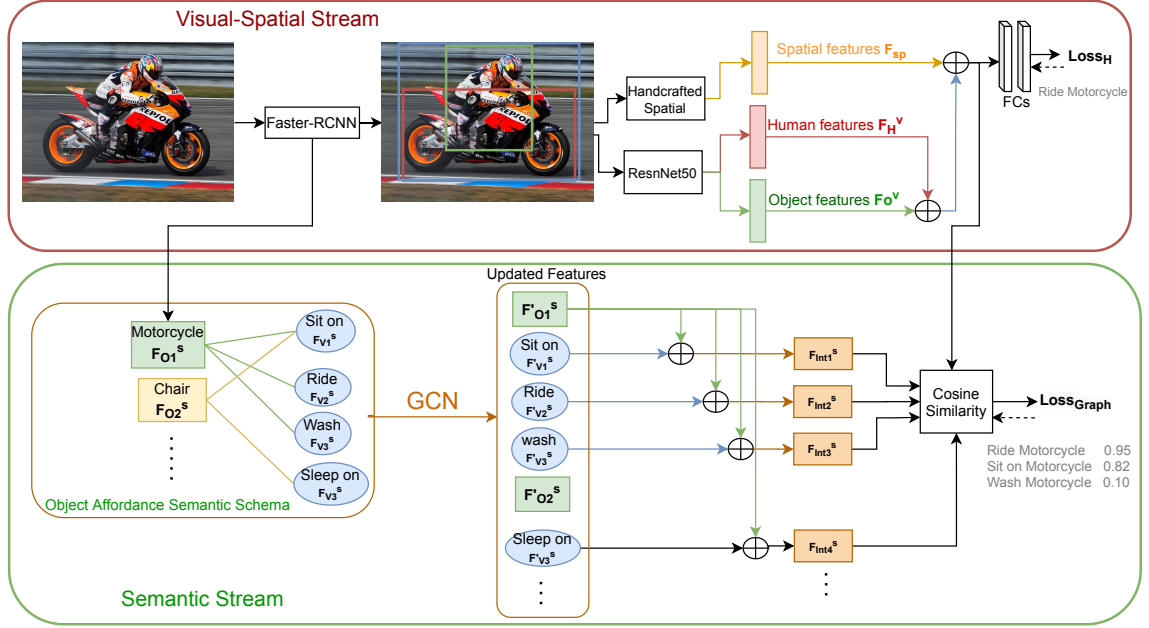 Visual-Spatial Stream
Faster-RCNN
REPSOL
REPSOL
Handcrafted
Spatial
ResnNet50
Spatial features Fsp
Human features FHv
Object features Fov
FCs
LossH
Ride Motorcycle
Updated Features
Motorcycle
FO1s
Chair
FO2s
Sit on
FV1s
Ride
FV2s
Wash
FV3s
Sleep on
FV3s
Object Affordance Semantic Schema
GCN
F'O1s
Sit on
F'V1s
Ride
F'V2s
wash
F'V3s
F'O2s
Sleep on
F'V3s
FInt1s
FInt2s
FInt3s
FInt4s
Cosine
Similarity
LossGraph
Ride Motorcycle 0.95
Sit on Motorcycle 0.82
Wash Motorcycle 0.10
Semantic Stream